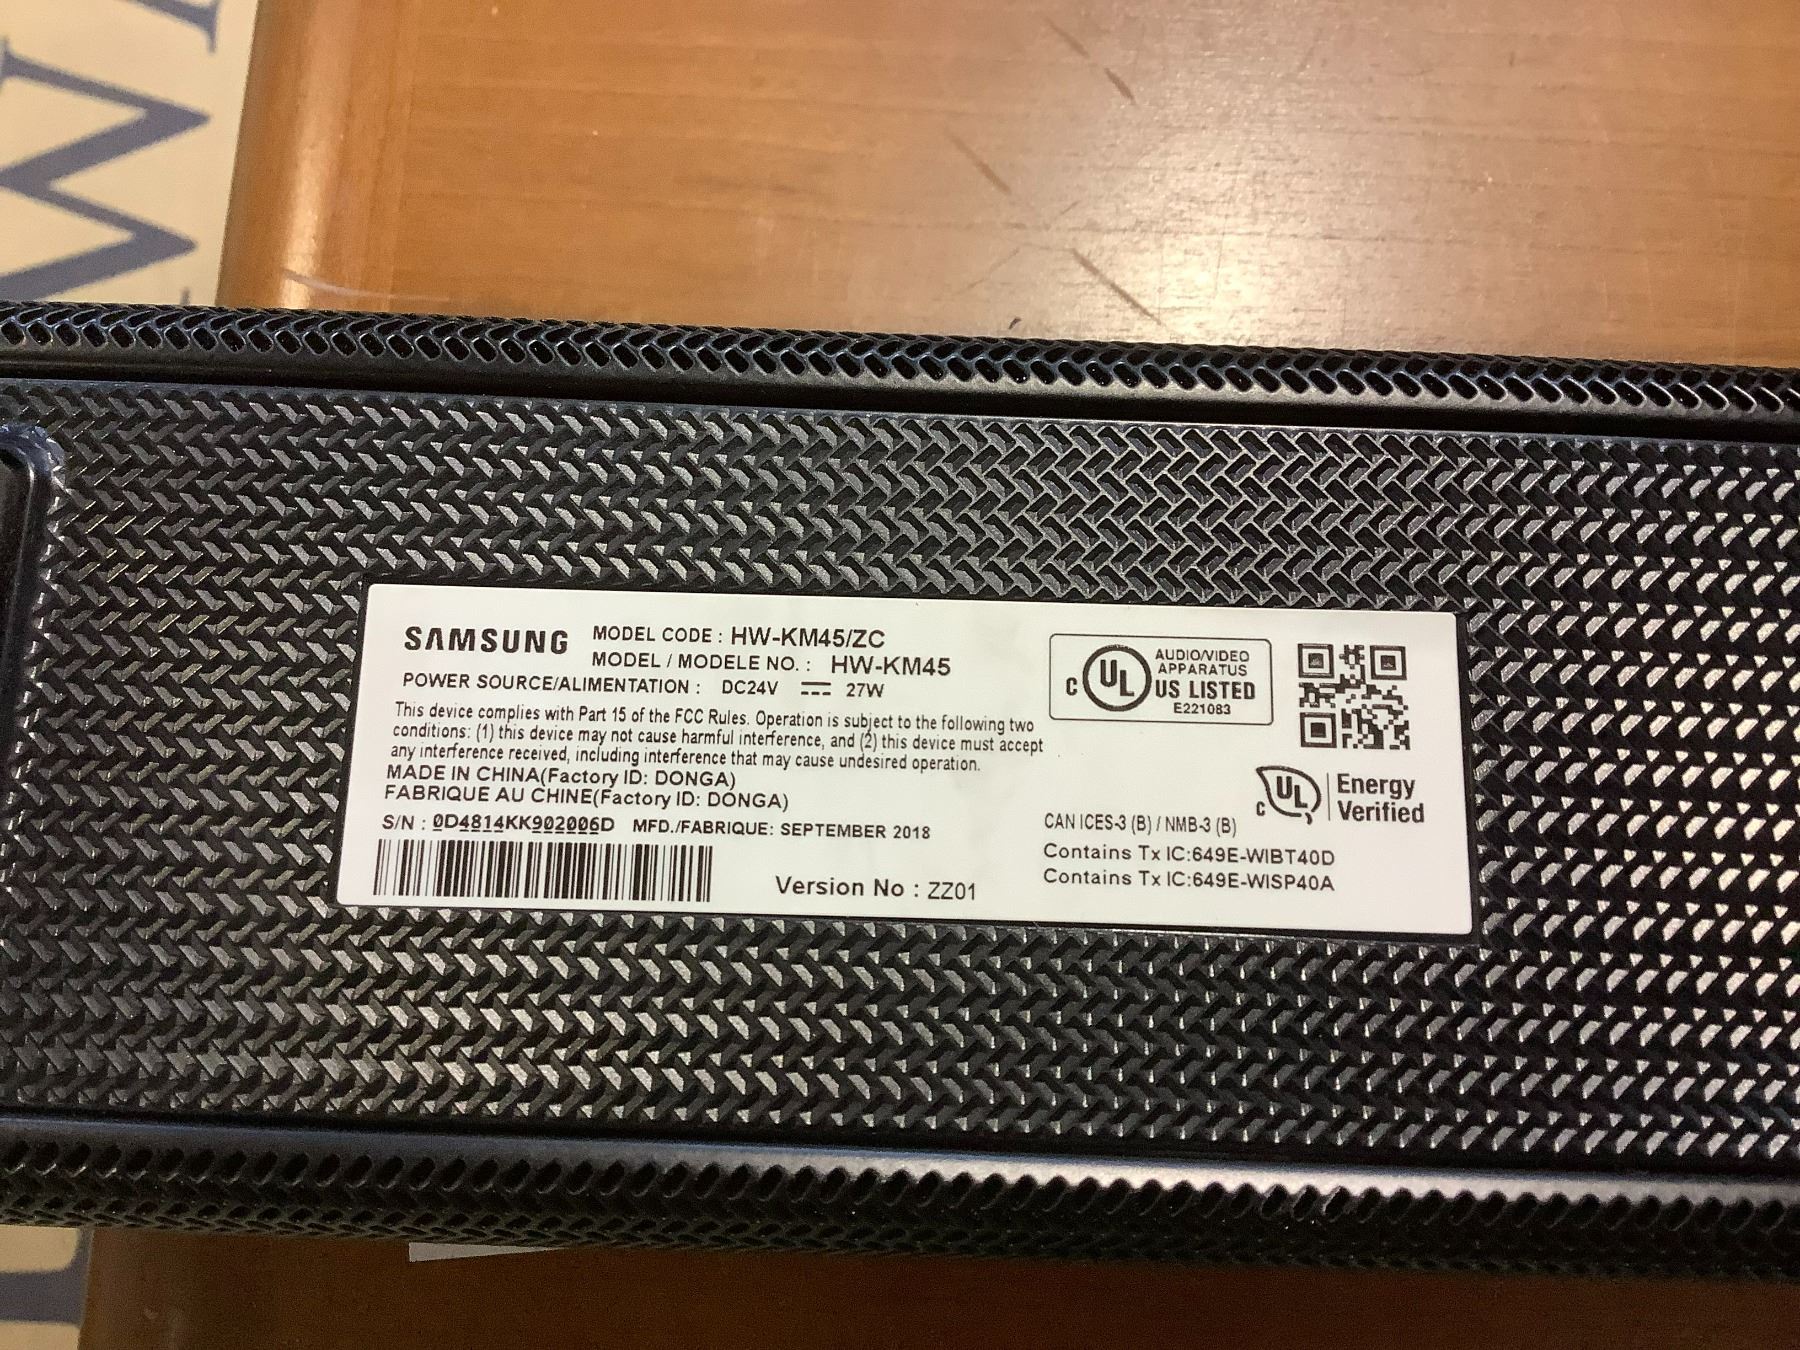 SAMSUNG
MODEL CODE : HW-KM45/ZC
MODEL / MODELE NO. : HW-KM45
POWER SOURCE/ALIMENTATION : DC24V 27W
This device complies with Part 15 of the FCC Rules. Operation is subject to the following two
conditions: (1) this device may not cause harmful interference, and (2) this device must accept
any interference received, including interference that may cause undesired operation.
MADE IN CHINA(Factory ID: DONGA)
FABRIQUE AU CHINE(Factory ID: DONGA)
S/N : 0D4814KK902006D MFD./FABRIQUE: SEPTEMBER 2018
Version No : ZZ01
AUDIO/VIDEO
APPARATUS
C UL US LISTED
E221083
C UL Energy
Verified
CAN ICES-3 (B) / NMB-3 (B)
Contains Tx IC:649E-WIBT40D
Contains Tx IC:649E-WISP40A